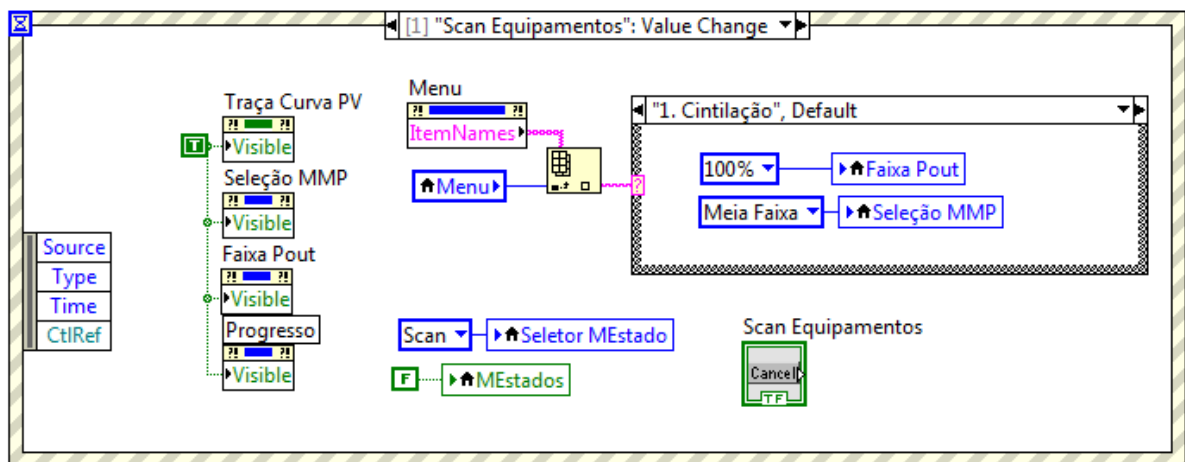 [1] "Scan Equipamentos": Value Change
Traça Curva PV
Visible
T
Seleção MMP
Visible
Faixa Pout
Visible
Progresso
Visible
Source
Type
Time
CtlRef
Menu
ItemNames
Menu
"1. Cintilação", Default
?
100%
Faixa Pout
Meia Faixa
Seleção MMP
Scan
Seletor MEstado
F
MEstados
Scan Equipamentos
Cancel
TF